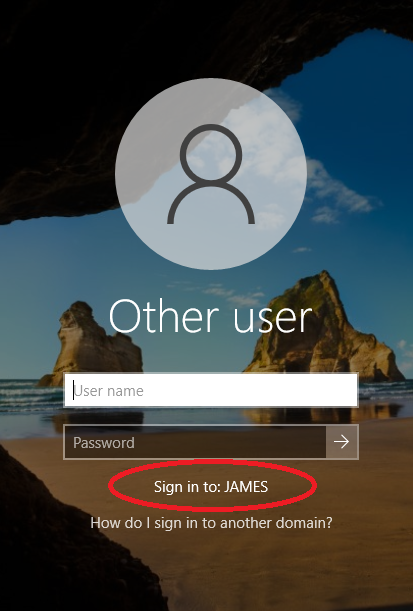 Other user
User name
Password
Sign in to: JAMES
How do I sign in to another domain?